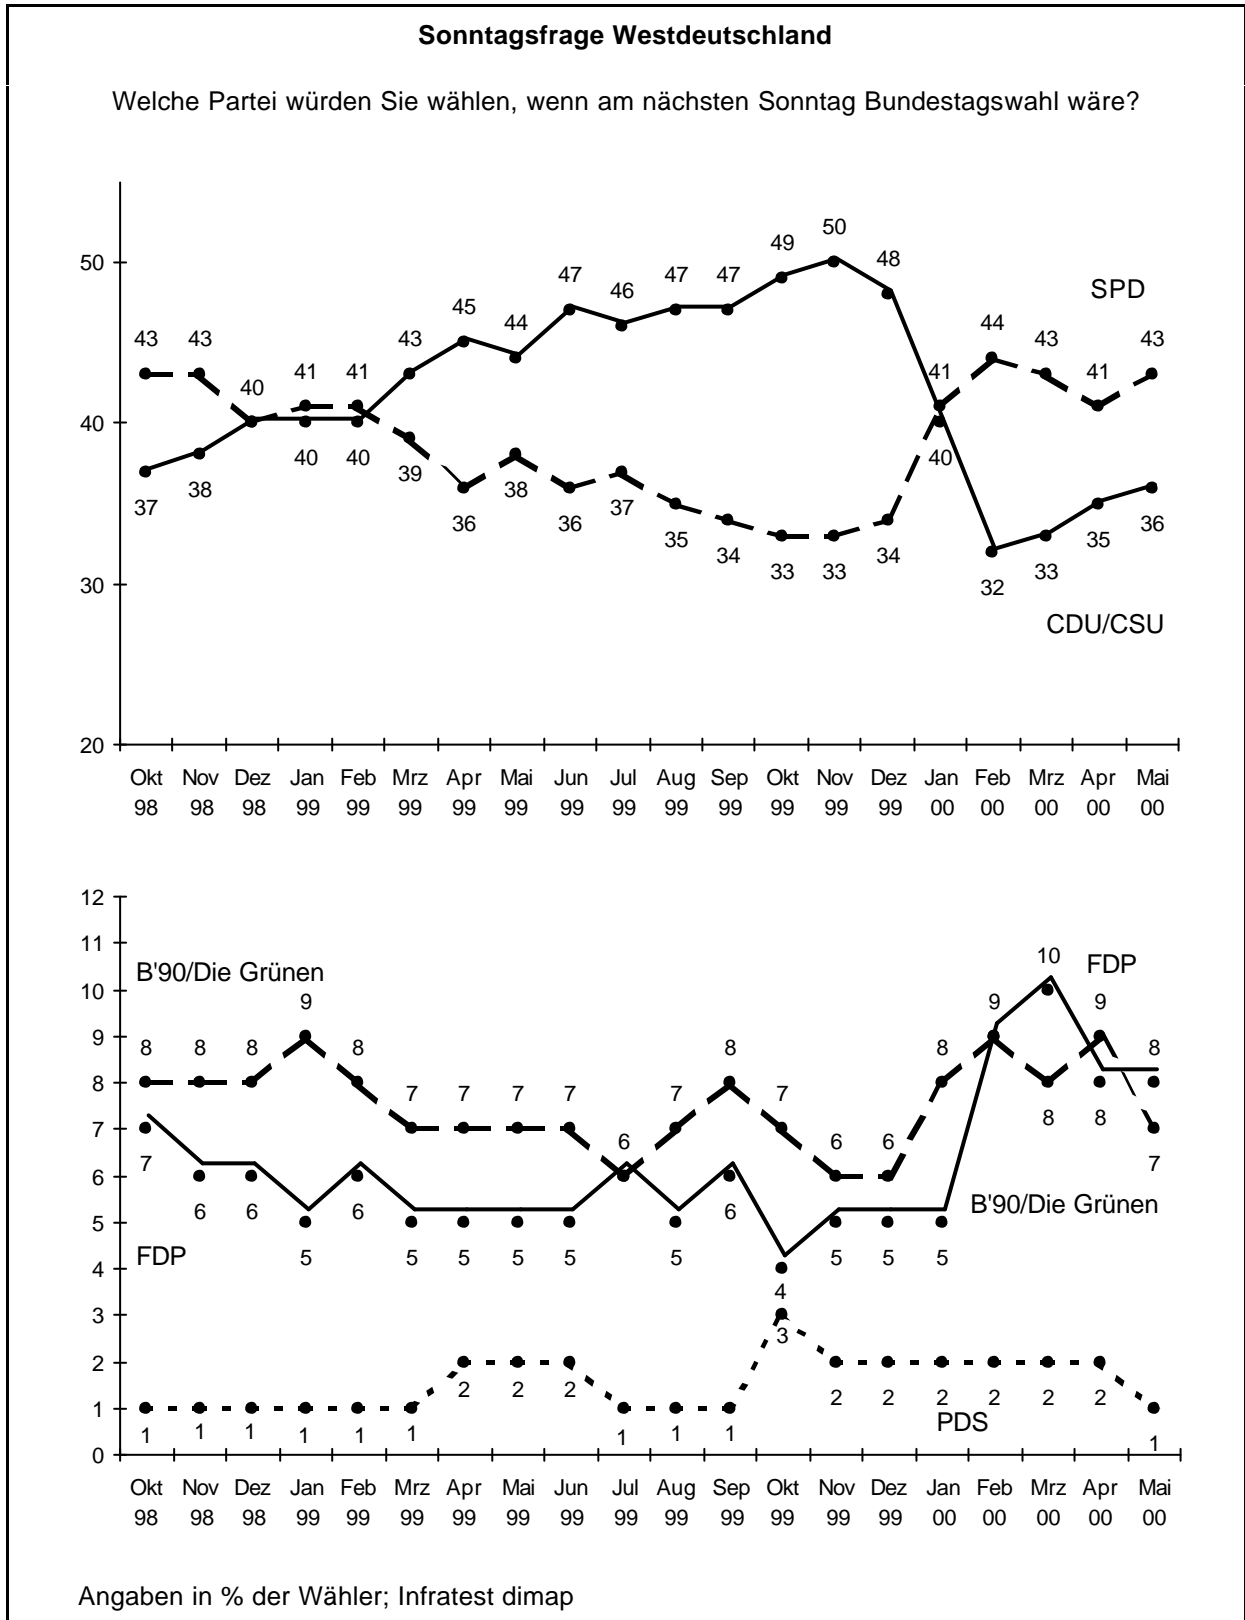 Sonntagsfrage Westdeutschland
Welche Partei würden Sie wählen, wenn am nächsten Sonntag Bundestagswahl wäre?
50
40
30
20
43 43 40 41 41 43 45 44 47 46 47 47 49 50 48 41 44 43 41 43
37 38 40 40 39 36 38 36 37 35 34 33 33 34 40 32 33 35 36
SPD
CDU/CSU
Okt Nov Dez Jan Feb Mrz Apr Mai Jun Jul Aug Sep Okt Nov Dez Jan Feb Mrz Apr Mai
98 98 98 99 99 99 99 99 99 99 99 99 99 99 99 00 00 00 00 00
12
11
10
9
8
7
6
5
4
3
2
1
0
B'90/Die Grünen
FDP
8 8 8 9 8 7 7 7 7 6 7 8 7 6 6 8 9 10 9 8
7 6 6 5 6 5 5 5 5 5 6 4 5 5 5 8 8 7
B'90/Die Grünen
FDP
1 1 1 1 1 1 2 2 2 1 1 1 3 2 2 2 2 2 2 1
PDS
Okt Nov Dez Jan Feb Mrz Apr Mai Jun Jul Aug Sep Okt Nov Dez Jan Feb Mrz Apr Mai
98 98 98 99 99 99 99 99 99 99 99 99 99 99 99 00 00 00 00 00
Angaben in % der Wähler; Infratest dimap